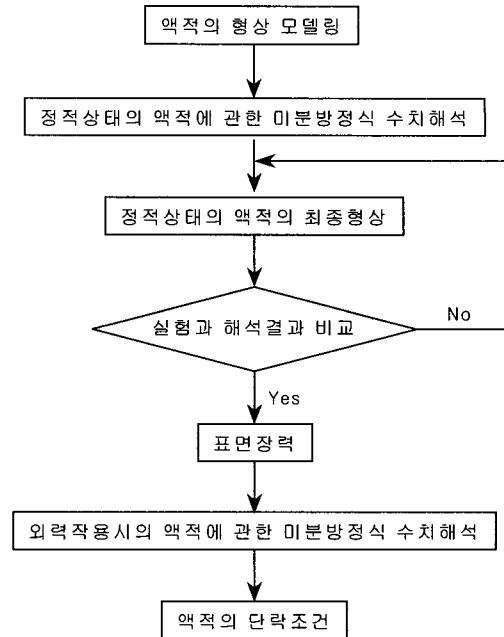 액적의 형상 모델링
정적상태의 액적에 관한 미분방정식 수치해석
정적상태의 액적의 최종형상
실험과 해석결과 비교
No
Yes
표면장력
외력작용시의 액적에 관한 미분방정식 수치해석
액적의 단락조건